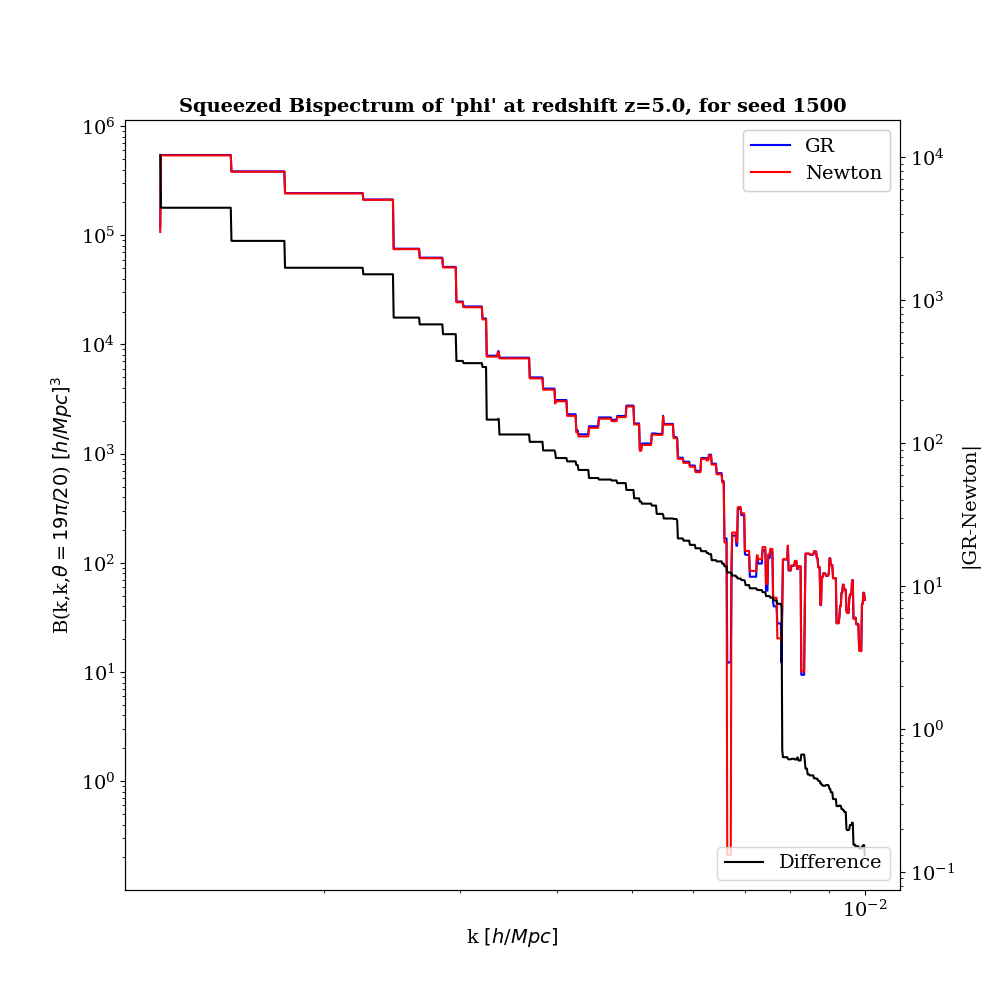 Squeezed Bispectrum of 'phi' at redshift z=5.0, for seed 1500
GR
Newton
10^6
10^5
10^4
10^3
10^2
10^1
10^0
B(k,k,θ = 19π/20) [h/Mpc]^3
10^4
10^3
10^2
10^1
10^0
10^−1
|GR-Newton|
Difference
10^−2
k [h/Mpc]